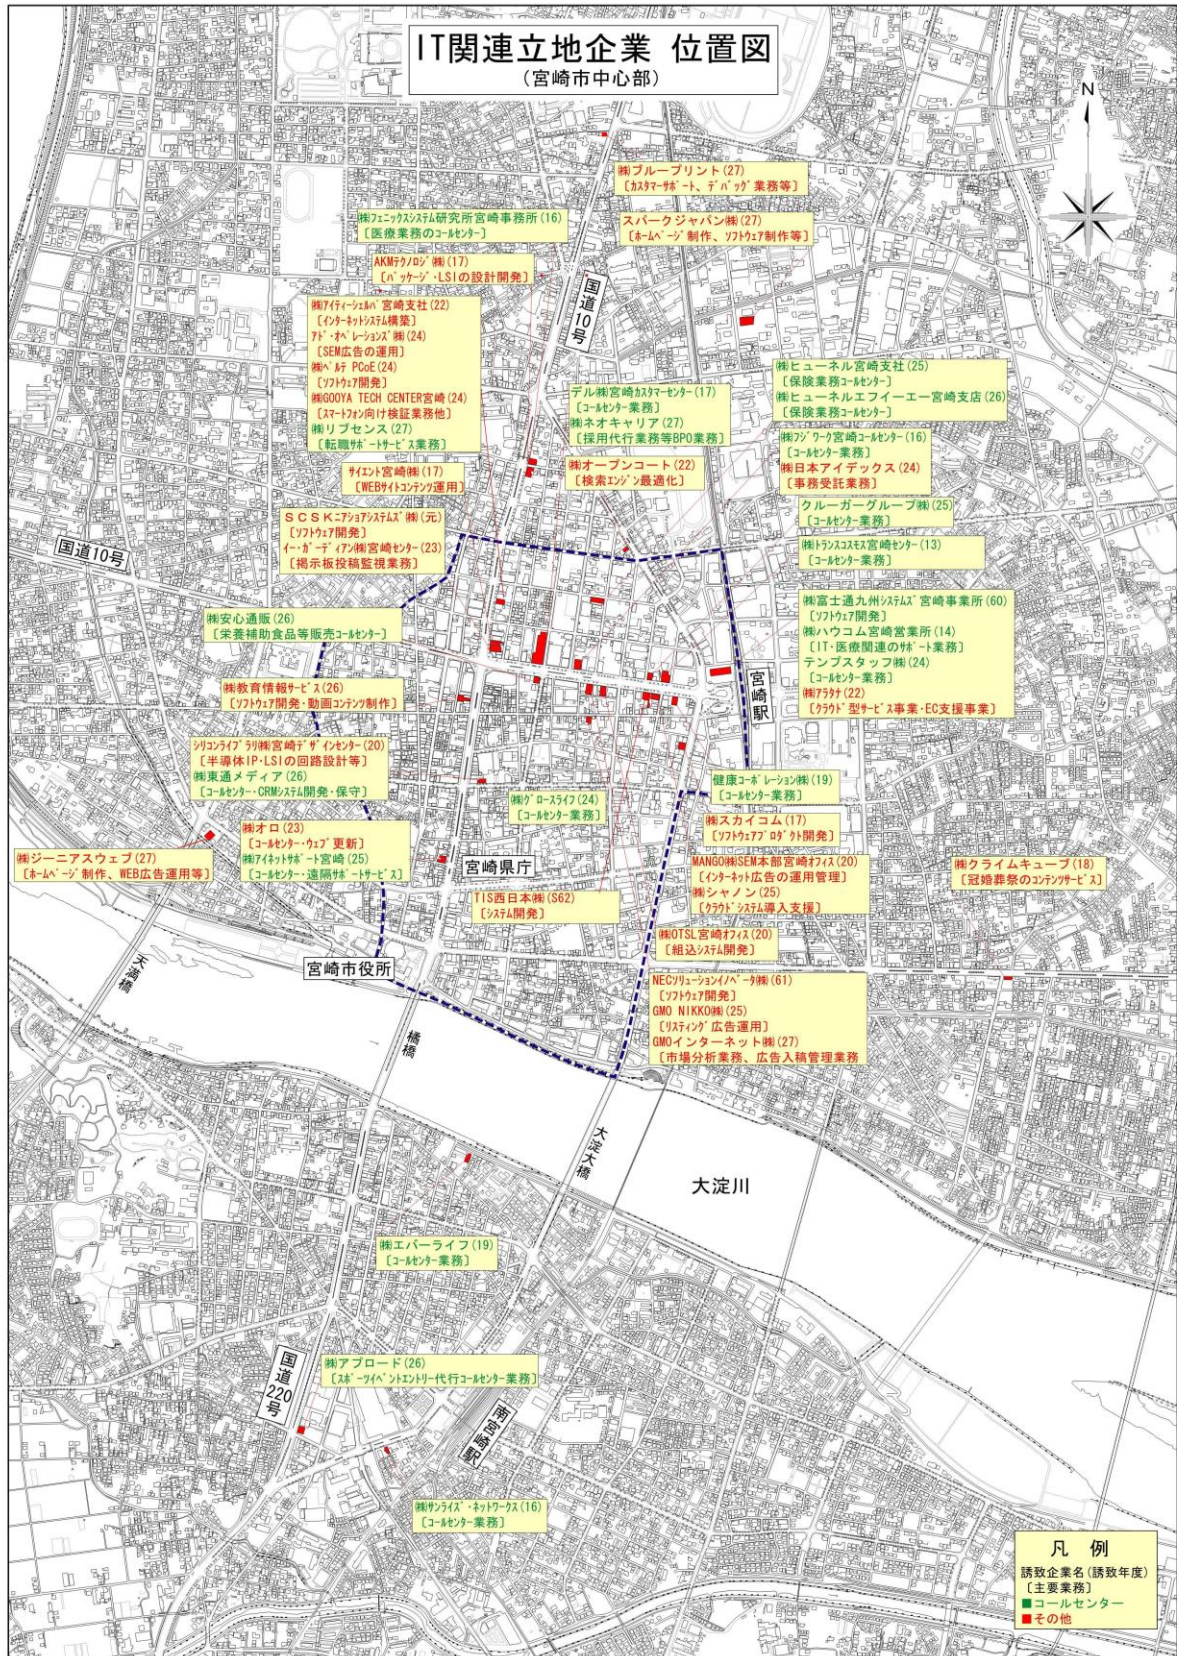 IT関連立地企業 位置図
(宮崎市中心部)
N
㈱ブループリント(27)
[カスタマーサポート、デバッグ業務等]
㈱フェニックスシステム研究所宮崎事務所(16)
[医療業務のコールセンター]
スパークジャパン㈱(27)
[ホームページ制作、ソフトウェア制作等]
AKMテクノロジ㈱(17)
[パッケージ・LSIの設計開発]
国道10号
㈱アイティーシェルパ宮崎支社(22)
[インターネットシステム構築]
アド・オペレーションズ㈱(24)
[SEM広告の運用]
㈱ベルテ PCoE(24)
[ソフトウェア開発]
㈱GOOYA TECH CENTER宮崎(24)
[スマートフォン向け検証業務他]
㈱リブセンス(27)
[転職サポートサービス業務]
㈱ヒューネル宮崎支社(25)
[保険業務コールセンター]
㈱ヒューネルエフイーエー宮崎支店(26)
[保険業務コールセンター]
デル㈱宮崎カスタマーセンター(17)
[コールセンター業務]
㈱ネオキャリア(27)
[採用代行業務等BPO業務]
㈱フジワーク宮崎コールセンター(16)
[コールセンター業務]
㈱日本アイデックス(24)
[事務受託業務]
サイエント宮崎㈱(17)
[WEBサイトコンテンツ運用]
㈱オープンコート(22)
[検索エンジン最適化]
クルーガーグループ㈱(25)
[コールセンター業務]
SCSKニアショアシステムズ㈱(元)
[ソフトウェア開発]
イー・ガーディアン㈱宮崎センター(23)
[掲示板投稿監視業務]
国道10号
㈱トランスコスモス宮崎センター(13)
[コールセンター業務]
㈱安心通販(26)
[栄養補助食品等販売コールセンター]
㈱富士通九州システムズ宮崎事業所(60)
[ソフトウェア開発]
㈱ハウコム宮崎営業所(14)
[IT・医療関連のサポート業務]
テンプスタッフ㈱(24)
[コールセンター業務]
㈱アラタナ(22)
[クラウド型サービス事業・EC支援事業]
宮崎駅
㈱教育情報サービス(26)
[ソフトウェア開発・動画コンテンツ制作]
シリコンライブラリ㈱宮崎デザインセンター(20)
[半導体IP・LSIの回路設計等]
㈱東通メディア(26)
[コールセンター・CRMシステム開発・保守]
健康コーポレーション㈱(19)
[コールセンター業務]
㈱グロースライフ(24)
[コールセンター業務]
㈱スカイコム(17)
[ソフトウェアプロダクト開発]
㈱オロ(23)
[コールセンター・ウェブ更新]
㈱アイネットサポート宮崎(25)
[コールセンター・遠隔サポートサービス]
㈱ジーニアスウェブ(27)
[ホームページ制作、WEB広告運用等]
宮崎県庁
MANGO㈱SEM本部宮崎オフィス(20)
[インターネット広告の運用管理]
㈱シャノン(25)
[クラウドシステム導入支援]
㈱クライムキューブ(18)
[冠婚葬祭のコンテンツサービス]
TIS西日本㈱(S62)
[システム開発]
㈱OTSL宮崎オフィス(20)
[組込システム開発]
宮崎市役所
天満橋
橘橋
NECソリューションイノベータ㈱(61)
[ソフトウェア開発]
GMO NIKKO㈱(25)
[リスティング広告運用]
GMOインターネット㈱(27)
[市場分析業務、広告入稿管理業務
大淀大橋
大淀川
㈱エバーライフ(19)
[コールセンター業務]
国道220号
㈱アブロード(26)
[スポーツイベントエントリー代行コールセンター業務]
南宮崎駅
㈱サンライズ・ネットワークス(16)
[コールセンター業務]
凡 例
誘致企業名(誘致年度)
[主要業務]
■コールセンター
■その他